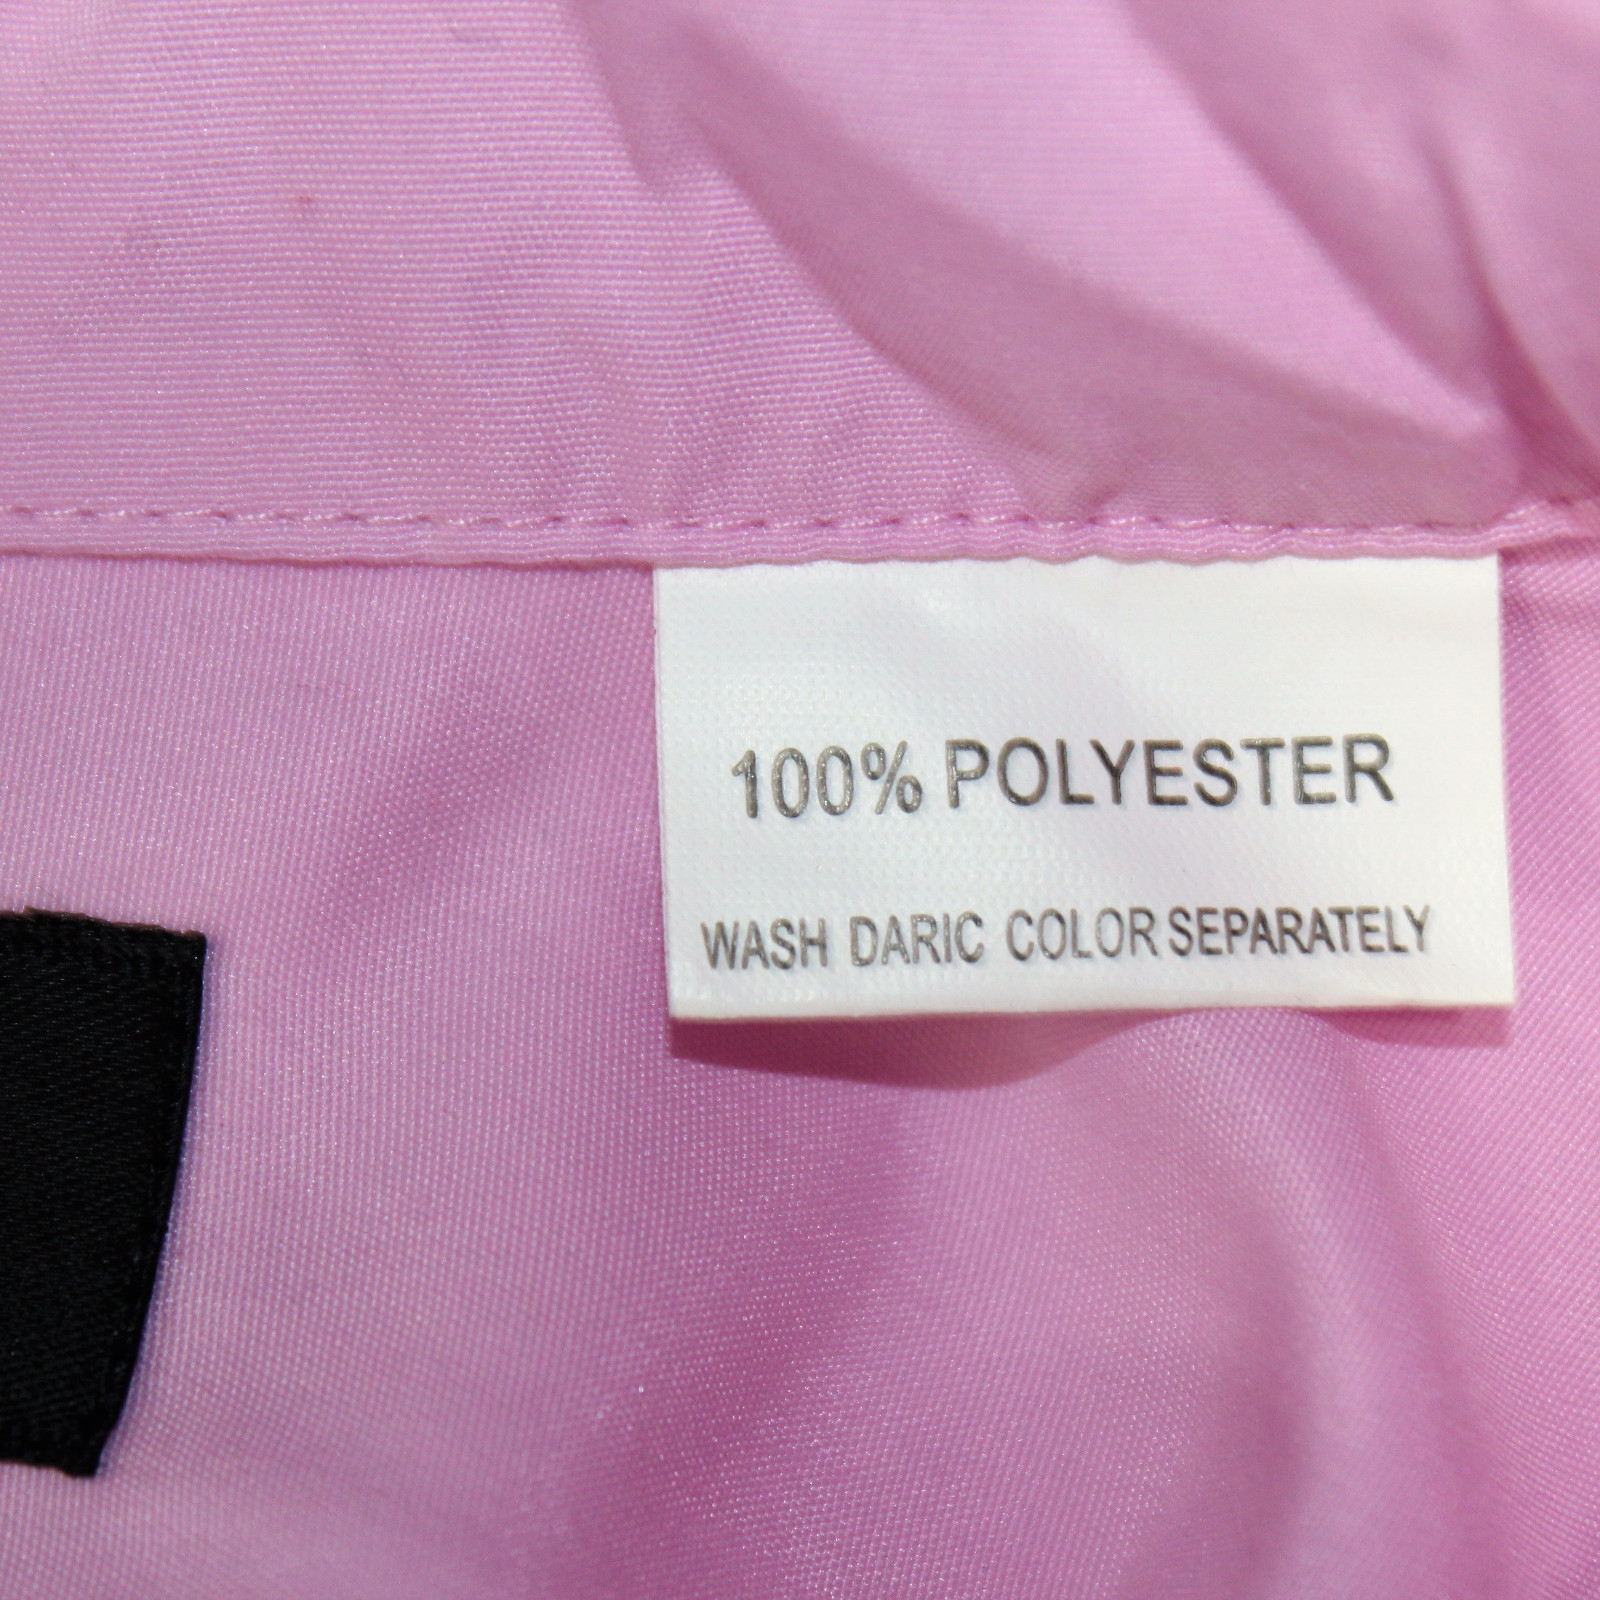 100% POLYESTER
WASH DARIC COLOR SEPARATELY